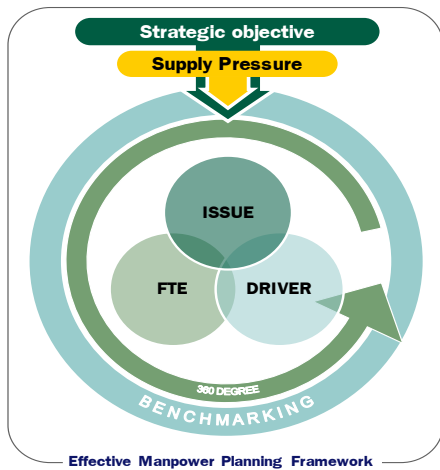 Strategic objective
Supply Pressure
ISSUE
FTE
DRIVER
360 DEGREE
BENCHMARKING
Effective Manpower Planning Framework